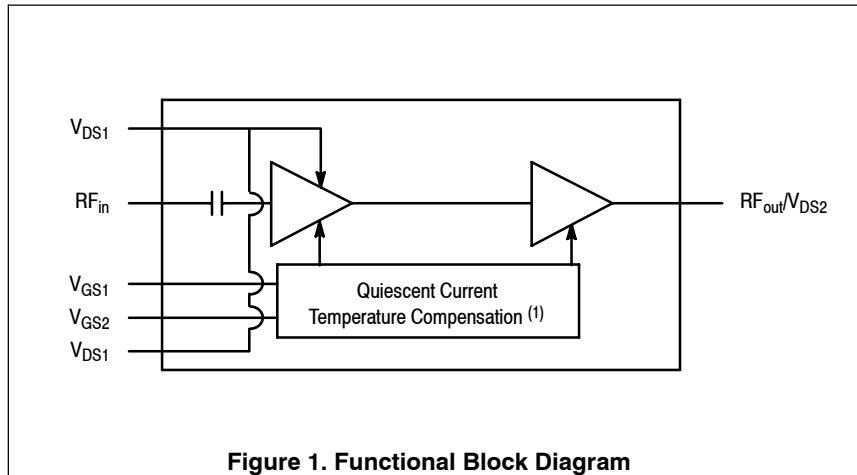 V_DS1
RF_in
V_GS1
V_GS2
V_DS1
Quiescent Current
Temperature Compensation (1)
RF_out/V_DS2
Figure 1. Functional Block Diagram